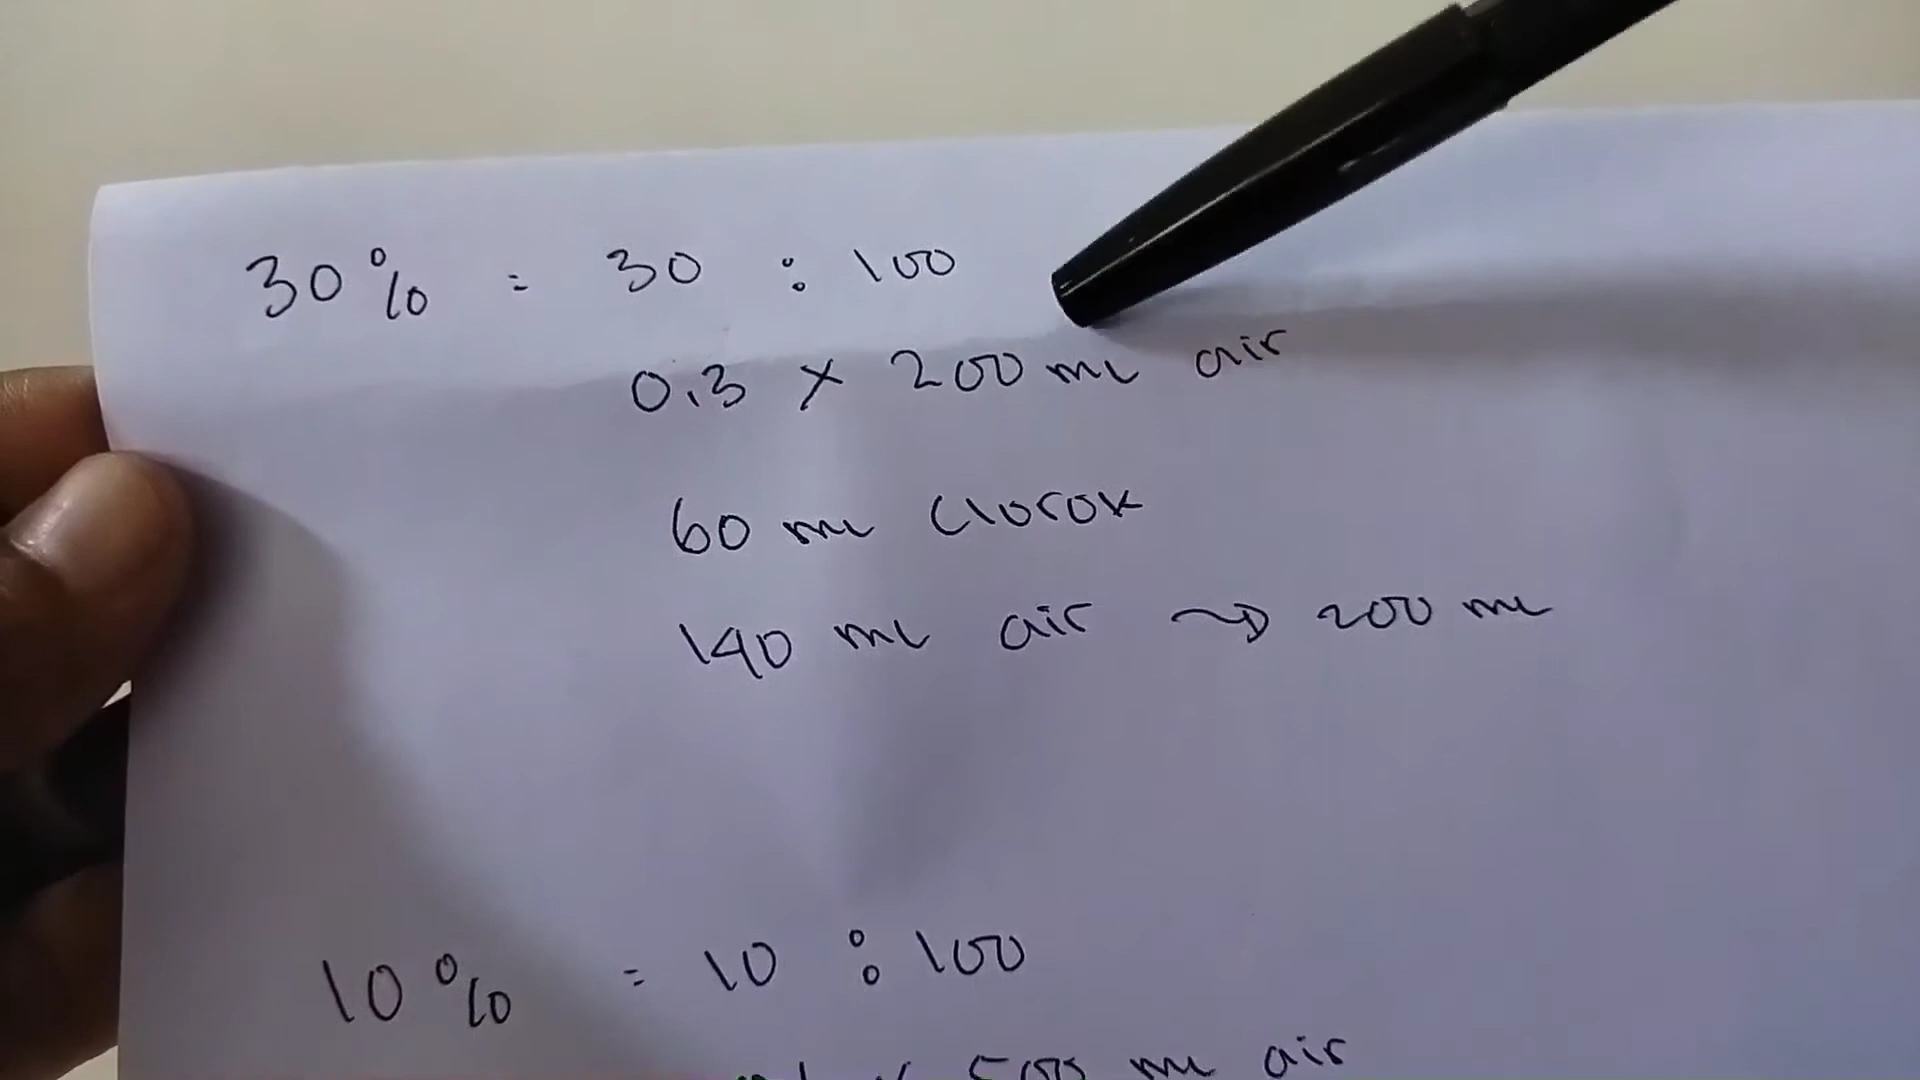 30% = 30 : 100
0.3 x 200 ml air
60 ml Clorox
140 ml air → 200 ml
10% = 10 : 100
x 500 ml air